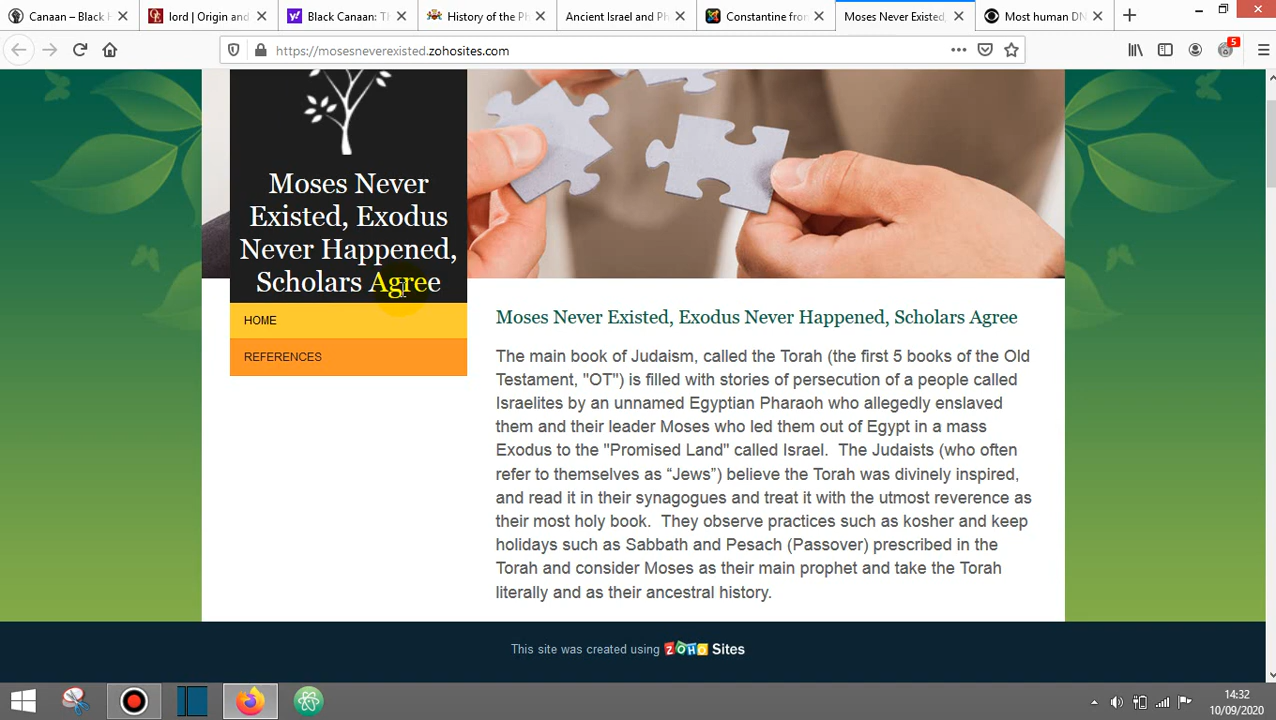 Canaan – Black H
lord | Origin and
Black Canaan: Th
History of the Ph
Ancient Israel and Ph
Constantine from
Moses Never Existed,
Most human DN
https://mosesneverexisted.zohosites.com
5
Moses Never
Existed, Exodus
Never Happened,
Scholars Agree
HOME
REFERENCES
Moses Never Existed, Exodus Never Happened, Scholars Agree
The main book of Judaism, called the Torah (the first 5 books of the Old
Testament, "OT") is filled with stories of persecution of a people called
Israelites by an unnamed Egyptian Pharaoh who allegedly enslaved
them and their leader Moses who led them out of Egypt in a mass
Exodus to the "Promised Land" called Israel.  The Judaists (who often
refer to themselves as “Jews”) believe the Torah was divinely inspired,
and read it in their synagogues and treat it with the utmost reverence as
their most holy book.  They observe practices such as kosher and keep
holidays such as Sabbath and Pesach (Passover) prescribed in the
Torah and consider Moses as their main prophet and take the Torah
literally and as their ancestral history.
This site was created using ZOHO Sites
14:32
10/09/2020